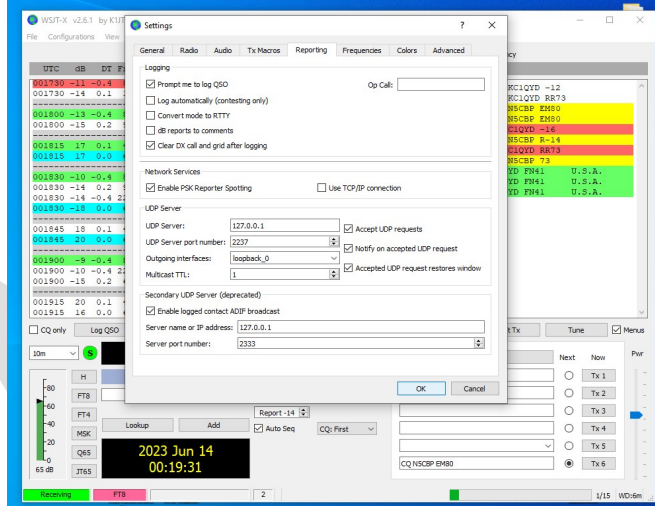 WSJT-X v2.6.1 by K1JT
File Configurations View
Settings
?
General Radio Audio Tx Macros Reporting Frequencies Colors Advanced
Logging
Prompt me to log QSO Op Call:
Log automatically (contesting only)
Convert mode to RTTY
dB reports to comments
Clear DX call and grid after logging
Network Services
Enable PSK Reporter Spotting Use TCP/IP connection
UDP Server
UDP Server: 127.0.0.1 Accept UDP requests
UDP Server port number: 2237 Notify on accepted UDP request
Outgoing interfaces: loopback_0
Multicast TTL: 1 Accepted UDP request restores window
Secondary UDP Server (deprecated)
Enable logged contact ADIF broadcast
Server name or IP address: 127.0.0.1
Server port number: 2333
OK Cancel
UTC dB DT
001730 -11 -0.4
001730 -14 0.1
001800 -13 -0.4
001800 -15 0.2
001815 17 0.1
001815 17 0.0
001830 -10 -0.4
001830 -14 0.2
001830 -14 -0.4 22
001830 -18 0.0
001845 18 0.1
001845 20 0.0
001900 -9 -0.4
001900 -10 -0.4 22
001900 -15 0.2
001915 20 0.1
001915 16 0.0
KC1QYD -12
KC1QYD RR73
N5CBP EM80
N5CBP EM80
C1QYD -16
N5CBP R-14
C1QYD RR73
N5CBP 73
YD FN41 U.S.A.
YD FN41 U.S.A.
CQ only Log QSO Tx Tune Menus
10m S Next Now Pwr
H Tx 1
FT8 Tx 2
FT4 Report -14 Tx 3
MSK Lookup Add Auto Seq CQ: First Tx 4
Q65 Tx 5
JT65 CQ N5CBP EM80 Tx 6
-80
-60
-40
-20
-0
65 dB
2023 Jun 14
00:19:31
Receiving FT8 2 1/15 WD:6m